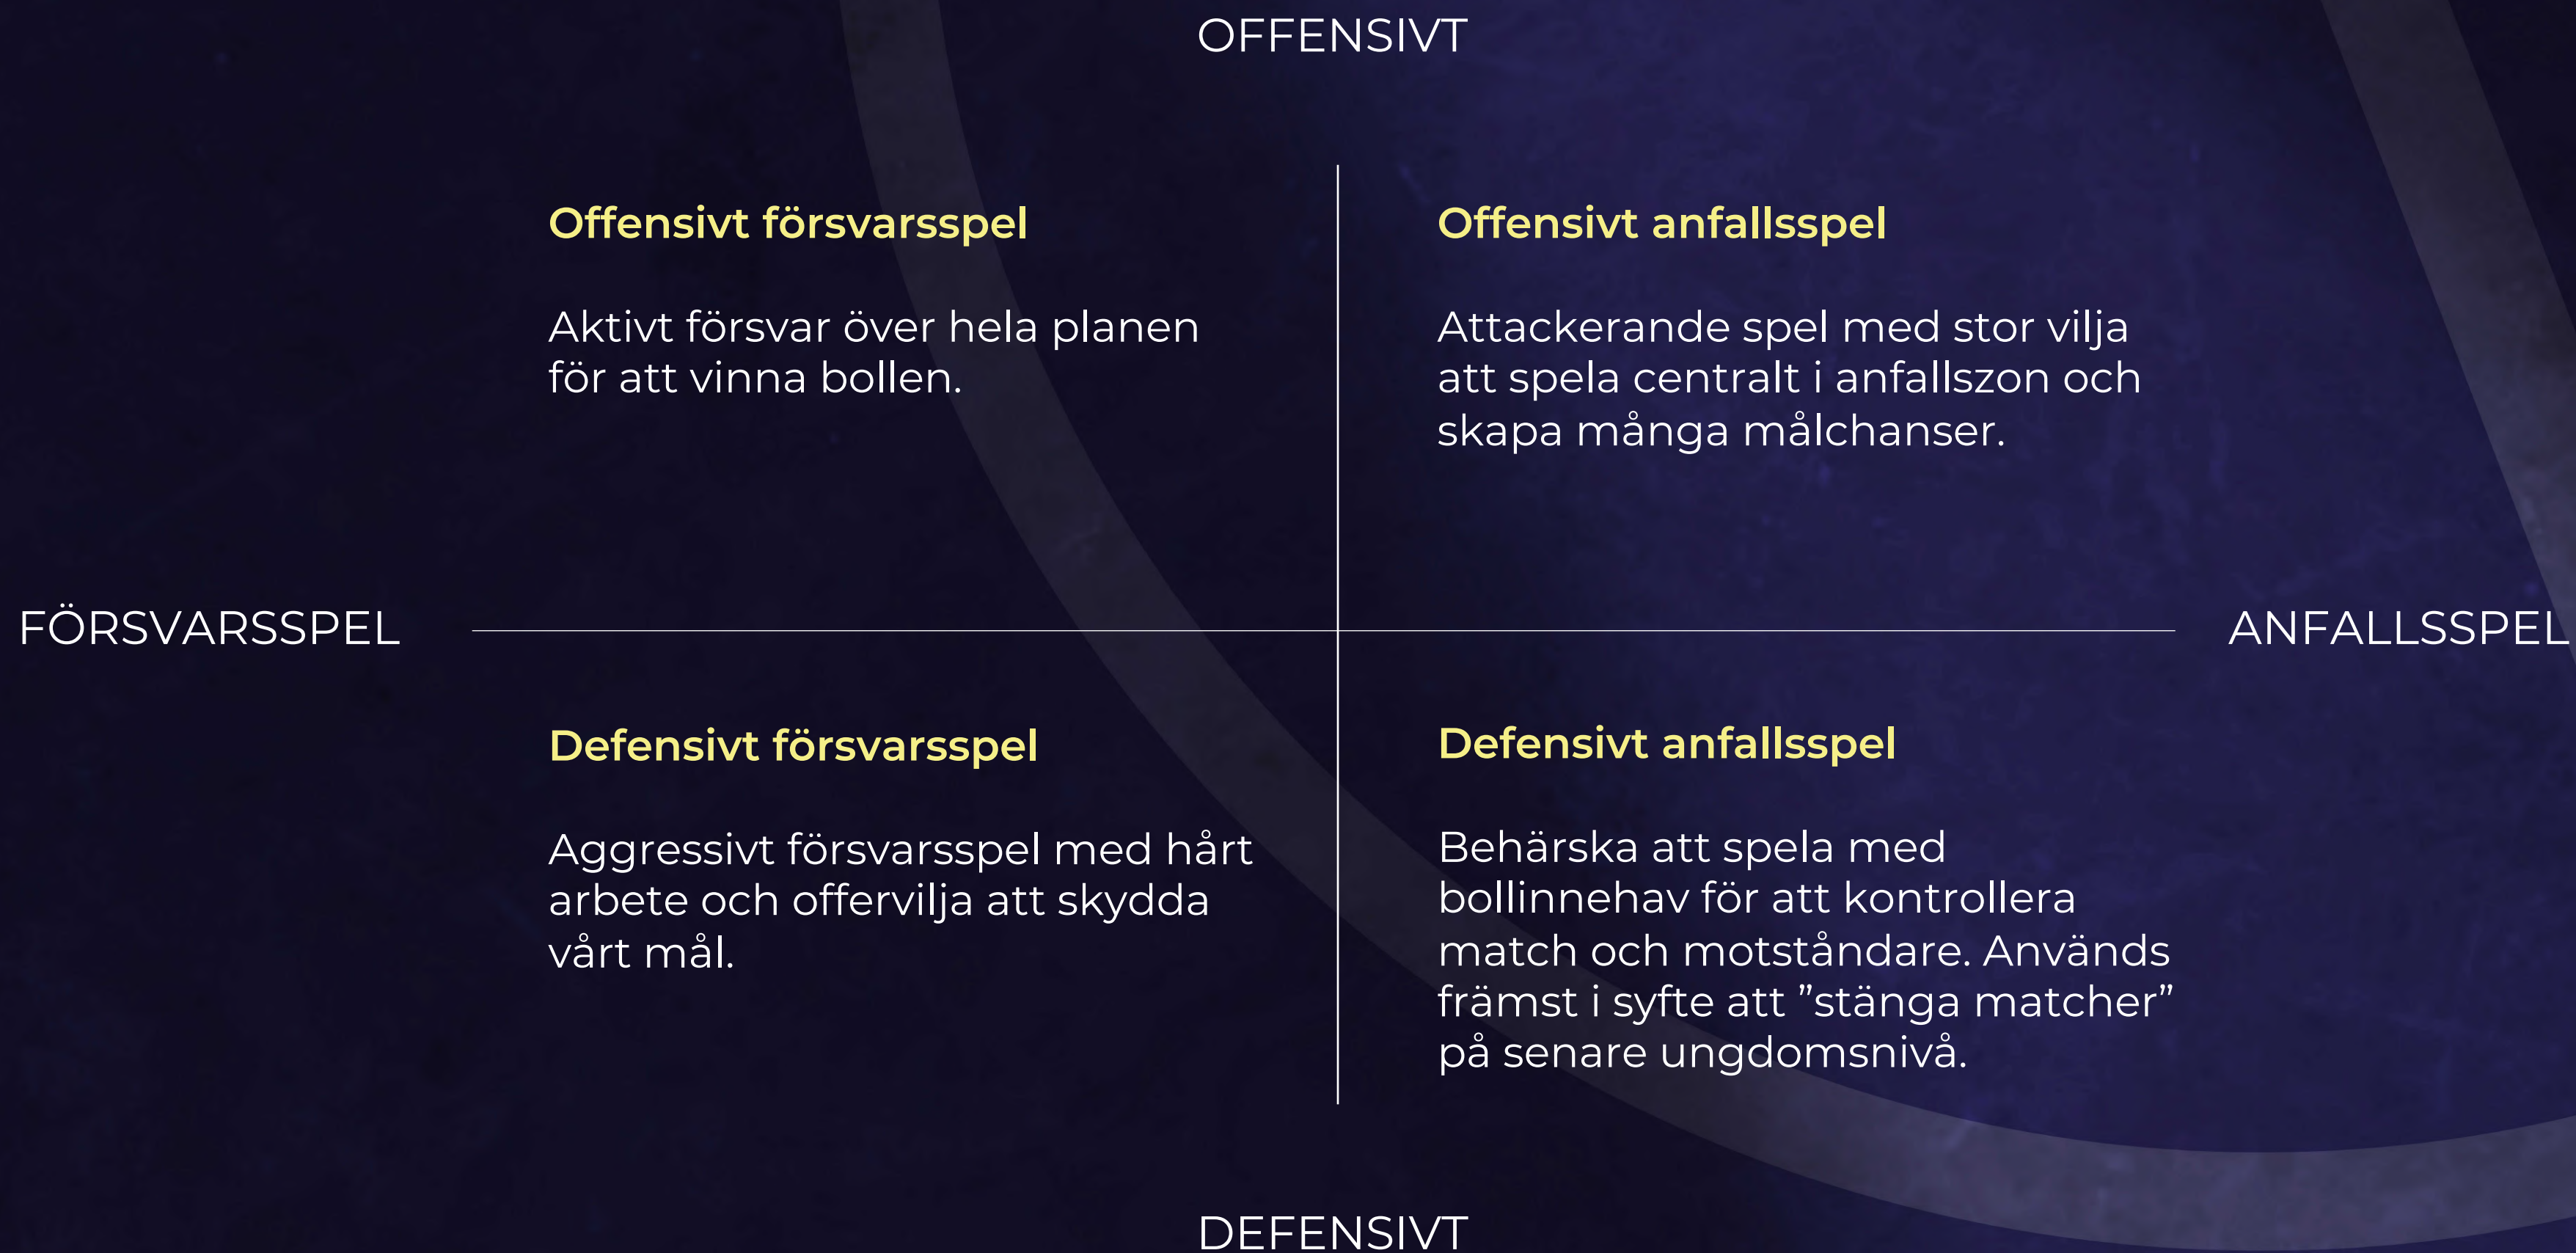 OFFENSIVT
Offensivt försvarsspel
Aktivt försvar över hela planen
för att vinna bollen.
Offensivt anfallsspel
Attackerande spel med stor vilja
att spela centralt i anfallszon och
skapa många målchanser.
FÖRSVARSSPEL
ANFALLSSPEL
Defensivt försvarsspel
Aggressivt försvarsspel med hårt
arbete och offervilja att skydda
vårt mål.
Defensivt anfallsspel
Behärska att spela med
bollinnehav för att kontrollera
match och motståndare. Används
främst i syfte att ”stänga matcher”
på senare ungdomsnivå.
DEFENSIVT